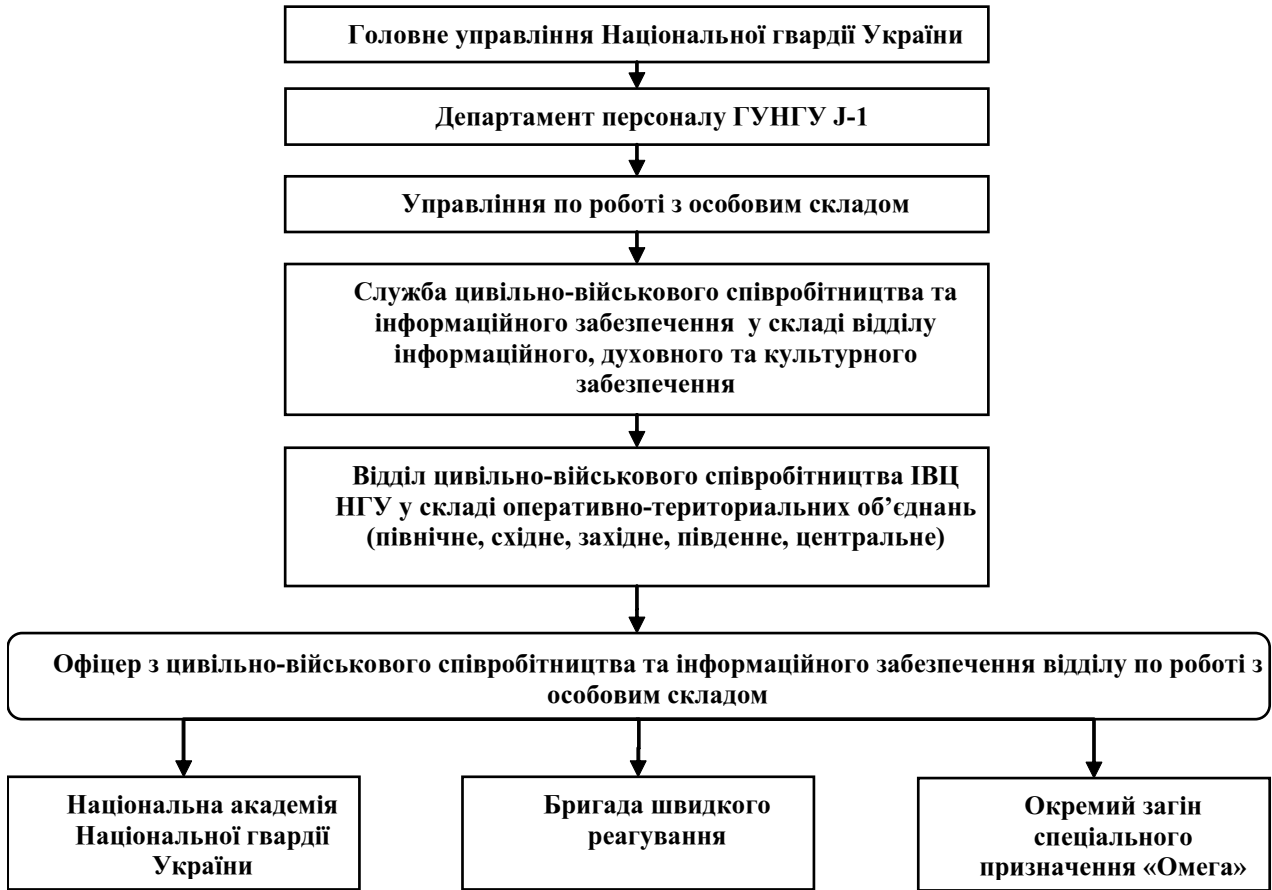 Головне управління Національної гвардії України
Департамент персоналу ГУНГУ J-1
Управління по роботі з особовим складом
Служба цивільно-військового співробітництва та
інформаційного забезпечення у складі відділу
інформаційного, духовного та культурного
забезпечення
Відділ цивільно-військового співробітництва ІВЦ
НГУ у складі оперативно-териториальних об’єднань
(північне, східне, західне, південне, центральне)
Офіцер з цивільно-військового співробітництва та інформаційного забезпечення відділу по роботі з
особовим складом
Національна академія
Національної гвардії
України
Бригада швидкого
реагування
Окремий загін
спеціального
призначення «Омега»